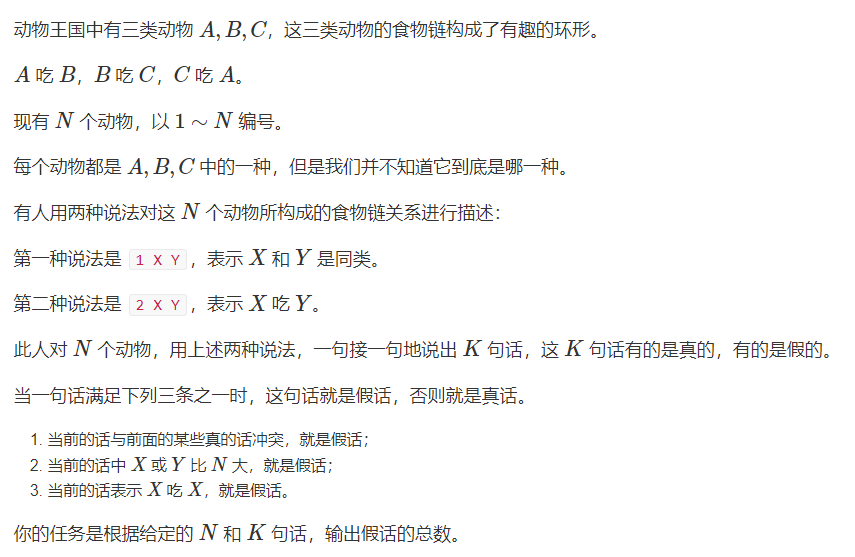 动物王国中有三类动物 A,B,C，这三类动物的食物链构成了有趣的环形。
A 吃 B，B 吃 C，C 吃 A。
现有 N 个动物，以 1∼N 编号。
每个动物都是 A,B,C 中的一种，但是我们并不知道它到底是哪一种。
有人用两种说法对这 N 个动物所构成的食物链关系进行描述：
第一种说法是 1 X Y，表示 X 和 Y 是同类。
第二种说法是 2 X Y，表示 X 吃 Y。
此人对 N 个动物，用上述两种说法，一句接一句地说出 K 句话，这 K 句话有的是真的，有的是假的。
当一句话满足下列三条之一时，这句话就是假话，否则就是真话。
1. 当前的话与前面的某些真的话冲突，就是假话；
2. 当前的话中 X 或 Y 比 N 大，就是假话；
3. 当前的话表示 X 吃 X，就是假话。
你的任务是根据给定的 N 和 K 句话，输出假话的总数。